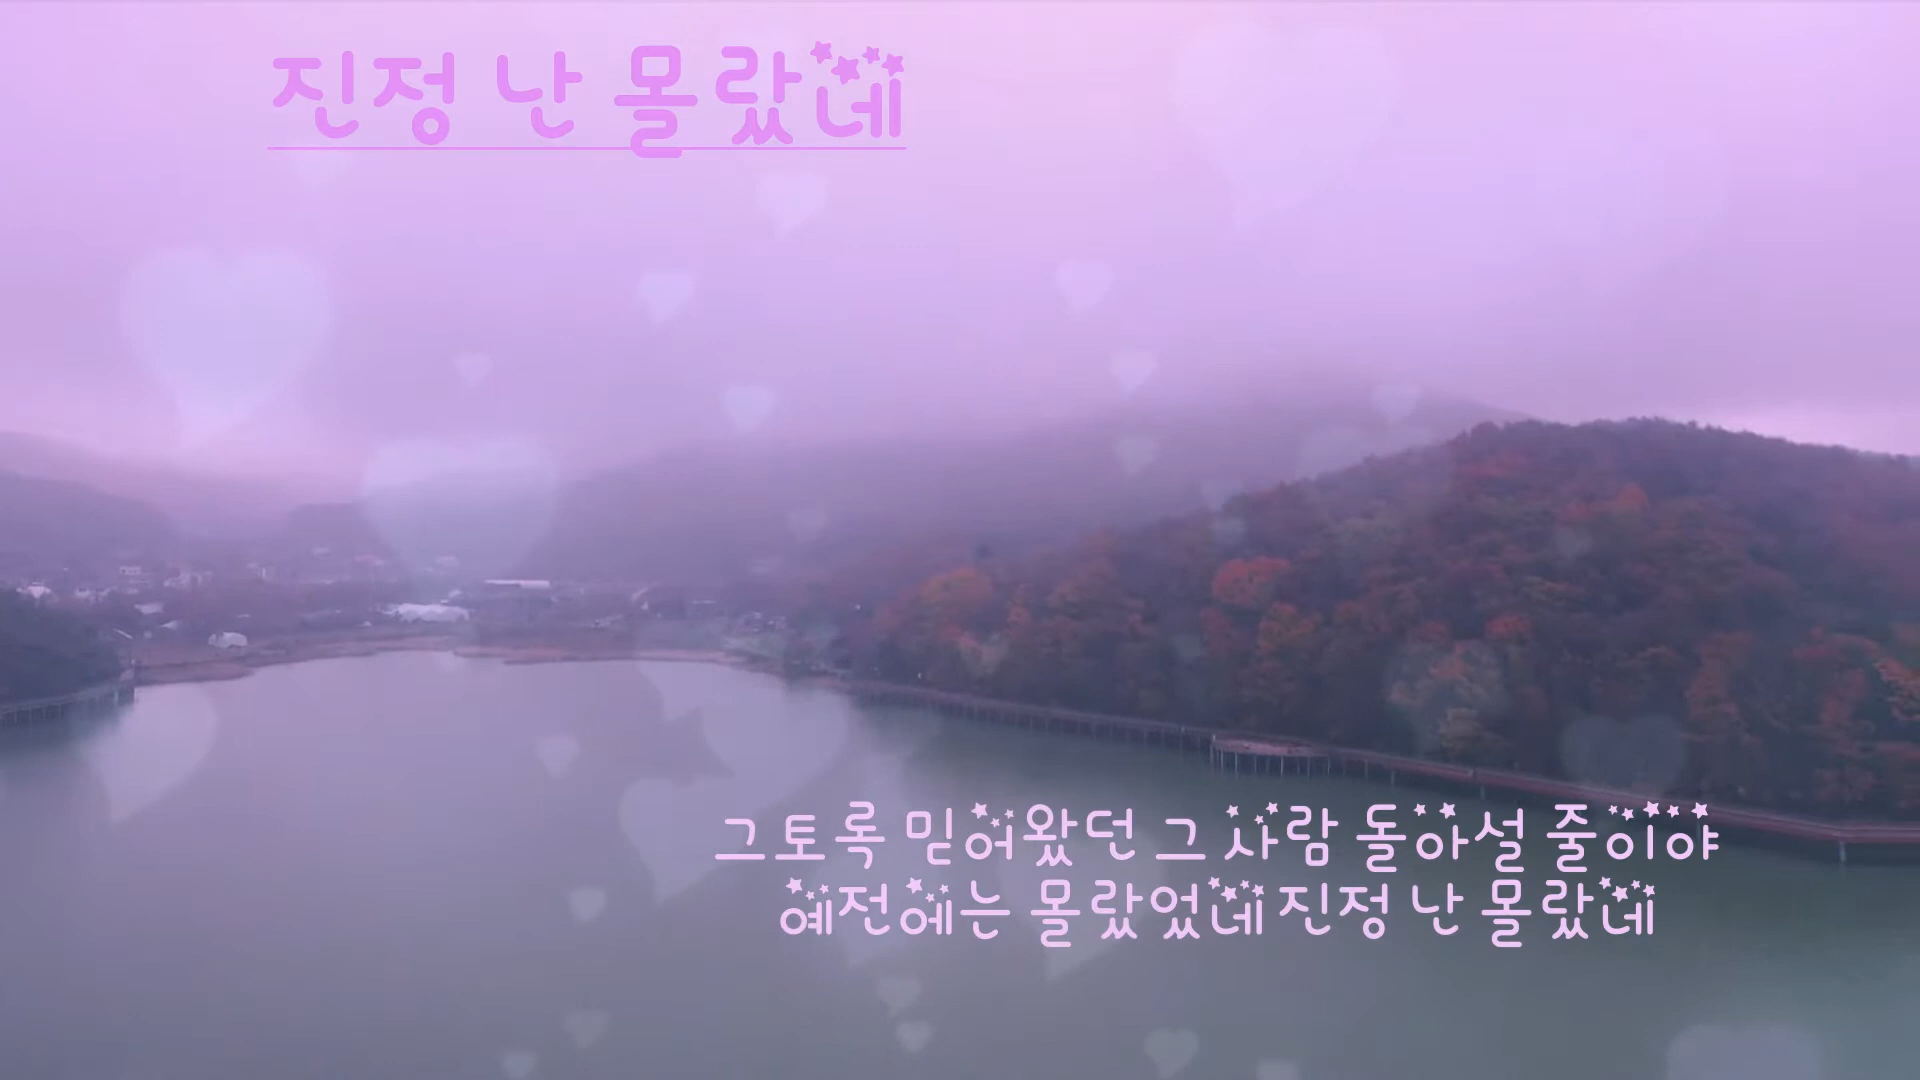 진정 난 몰랐네
그토록 믿어왔던 그 사람 돌아설 줄이야
예전에는 몰랐었네 진정 난 몰랐네